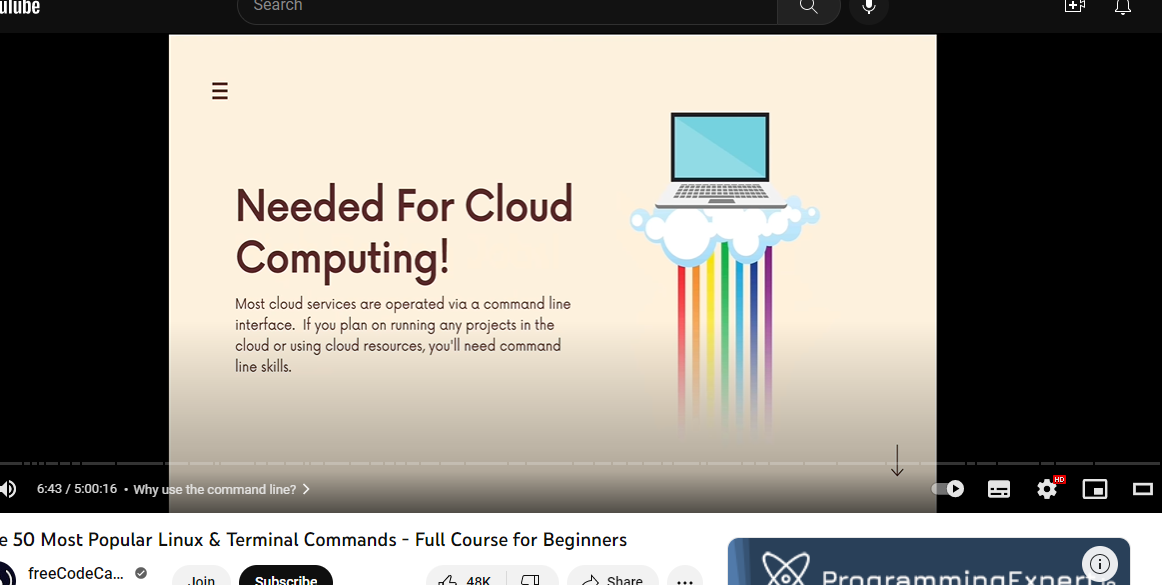 uTube
Search
Needed For Cloud
Computing!
Most cloud services are operated via a command line
interface. If you plan on running any projects in the
cloud or using cloud resources, you'll need command
line skills.
6:43 / 5:00:16 • Why use the command line? >
HD
e 50 Most Popular Linux & Terminal Commands - Full Course for Beginners
freeCodeCa...
Join
Subscribe
48K
Share
ProgrammingExpert